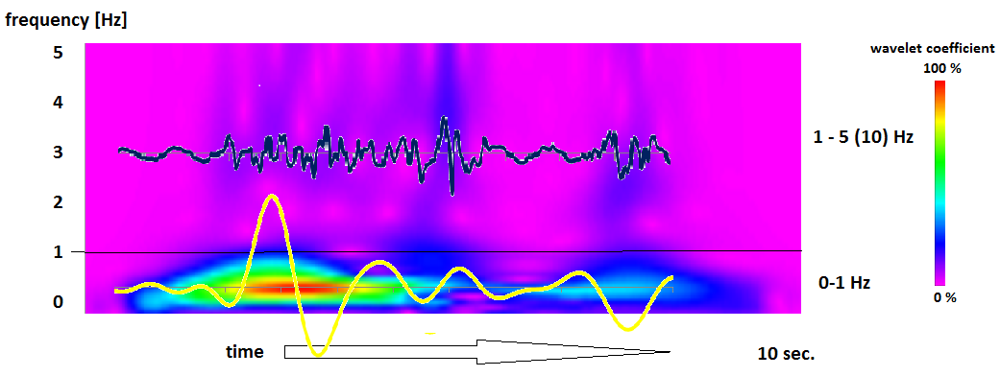 frequency [Hz]
5
4
3
2
1
0
wavelet coefficient
100 %
0 %
1 - 5 (10) Hz
0-1 Hz
time
10 sec.